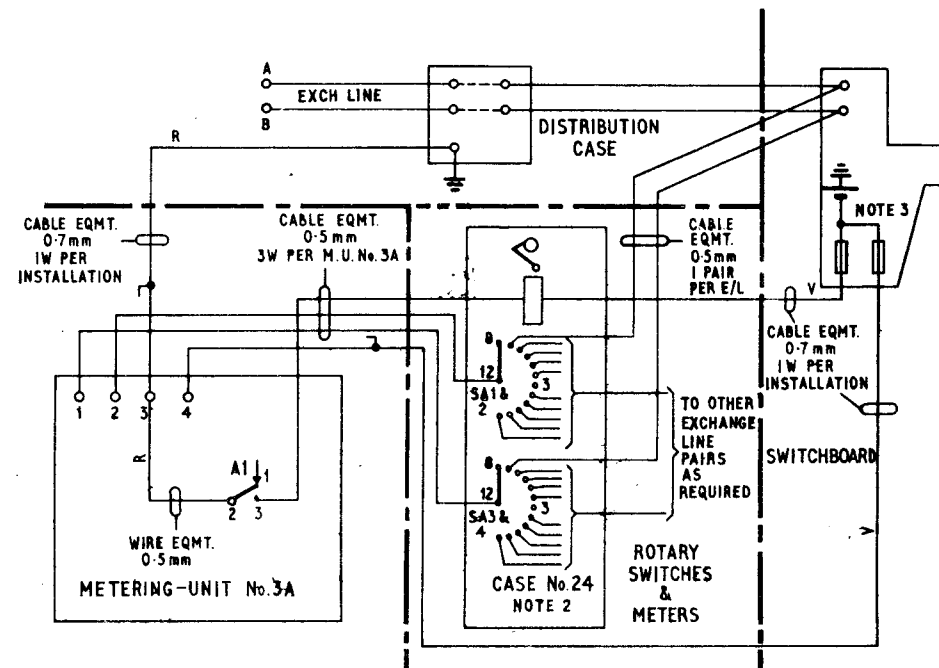 A
EXCH LINE
B
DISTRIBUTION
CASE
R
NOTE 3
CABLE EQMT.
0·7mm
1W PER
INSTALLATION
CABLE EQMT.
0·5mm
3W PER M.U.No.3A
CABLE
EQMT.
0·5mm
1 PAIR
PER E/L
V
CABLE EQMT.
0·7mm
1W PER
INSTALLATION
8
12
3
SA1&
2
1
2
3
4
R
A1
1
2
3
WIRE EQMT.
0·5mm
METERING-UNIT No.3A
8
12
3
SA3&
4
CASE No.24
NOTE 2
TO OTHER
EXCHANGE
LINE
PAIRS
AS
REQUIRED
SWITCHBOARD
V
ROTARY
SWITCHES
&
METERS